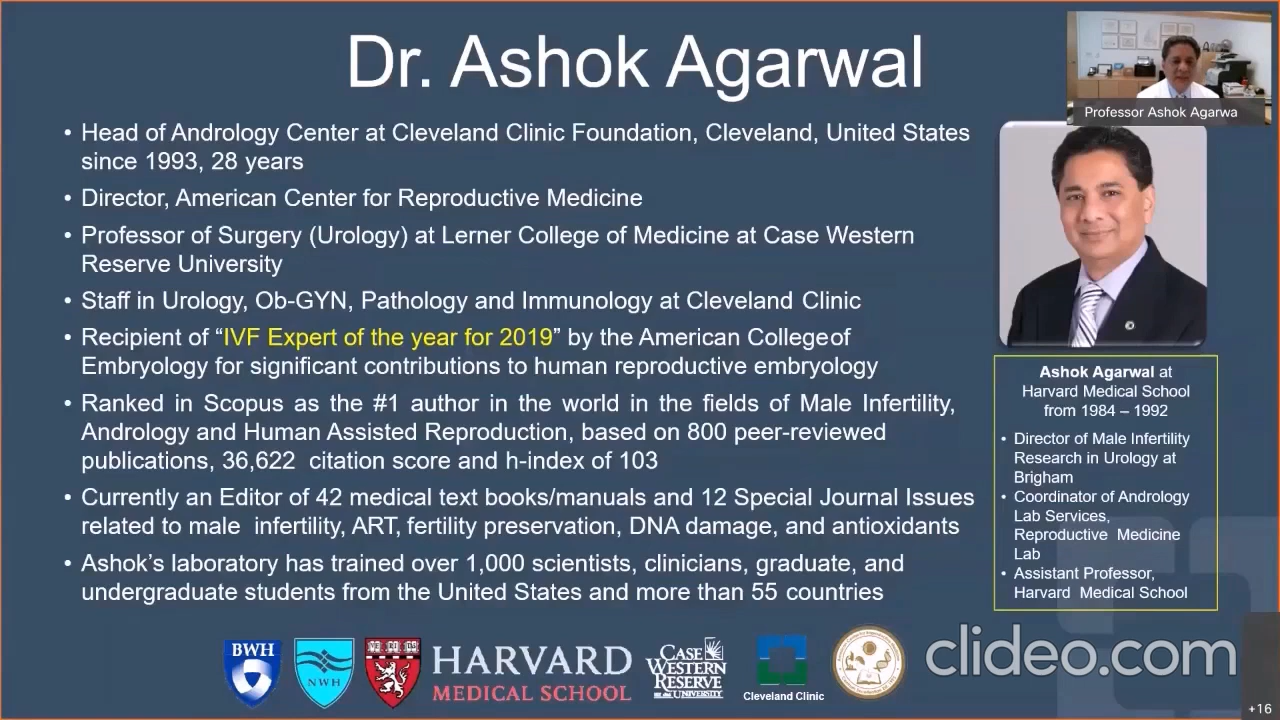 Dr. Ashok Agarwal
Professor Ashok Agarwa
• Head of Andrology Center at Cleveland Clinic Foundation, Cleveland, United States
since 1993, 28 years
• Director, American Center for Reproductive Medicine
• Professor of Surgery (Urology) at Lerner College of Medicine at Case Western
Reserve University
• Staff in Urology, Ob-GYN, Pathology and Immunology at Cleveland Clinic
• Recipient of “IVF Expert of the year for 2019” by the American Collegeof
Embryology for significant contributions to human reproductive embryology
• Ranked in Scopus as the #1 author in the world in the fields of Male Infertility,
Andrology and Human Assisted Reproduction, based on 800 peer-reviewed
publications, 36,622 citation score and h-index of 103
• Currently an Editor of 42 medical text books/manuals and 12 Special Journal Issues
related to male infertility, ART, fertility preservation, DNA damage, and antioxidants
• Ashok’s laboratory has trained over 1,000 scientists, clinicians, graduate, and
undergraduate students from the United States and more than 55 countries
Ashok Agarwal at
Harvard Medical School
from 1984 – 1992
• Director of Male Infertility
Research in Urology at
Brigham
• Coordinator of Andrology
Lab Services,
Reproductive Medicine
Lab
• Assistant Professor,
Harvard Medical School
BWH
NWH
HARVARD
MEDICAL SCHOOL
CASE
WESTERN
RESERVE
UNIVERSITY
Cleveland Clinic
clideo.com
+16